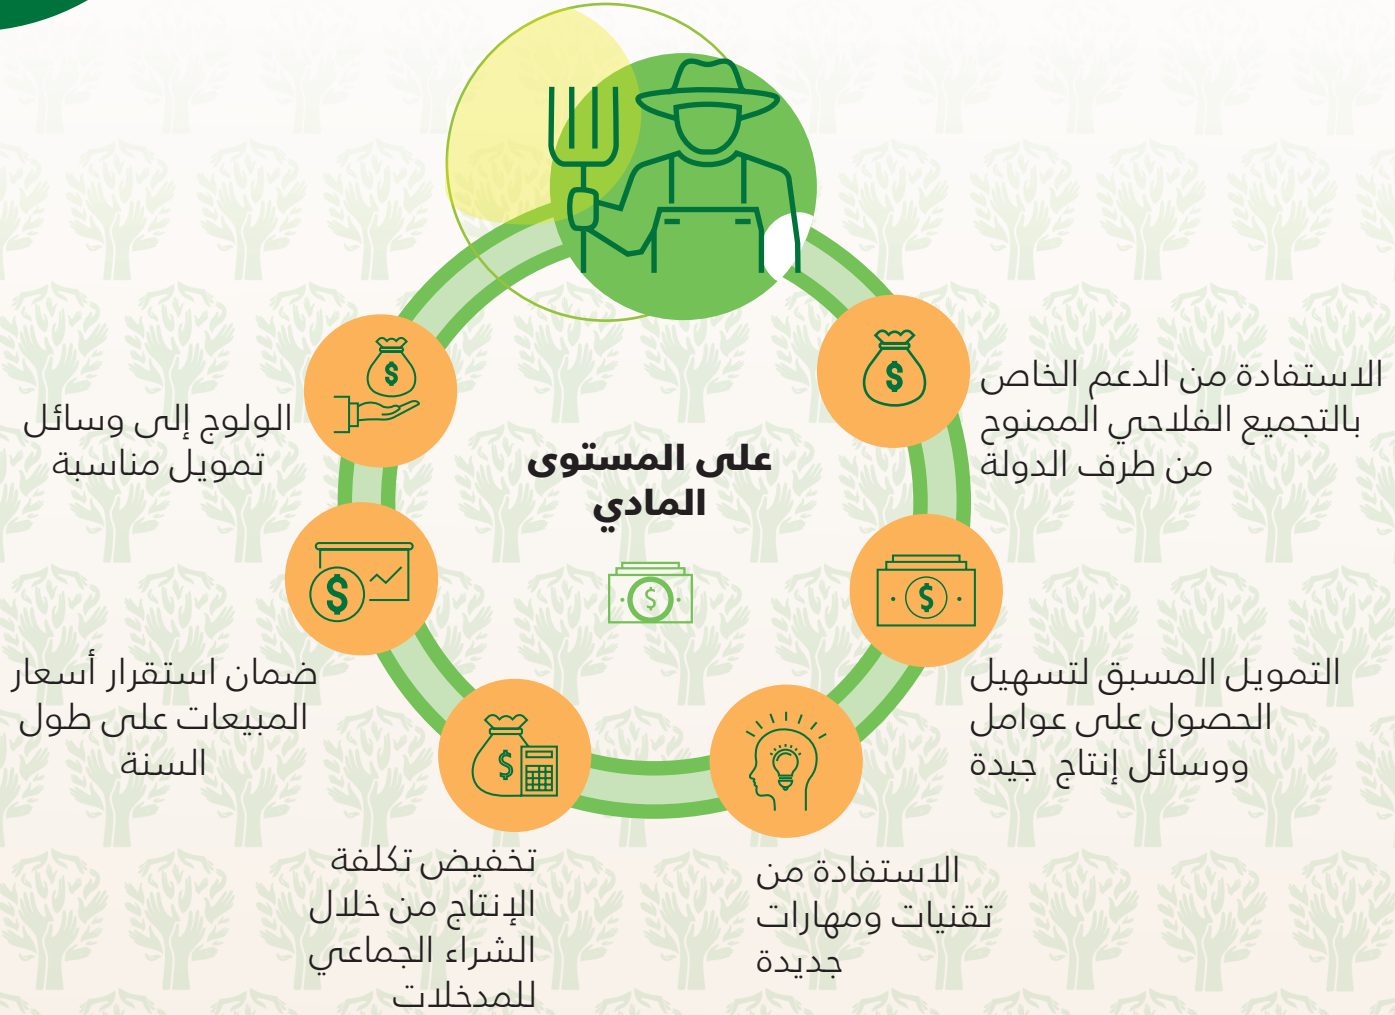 على المستوى
المادي
الاستفادة من الدعم الخاص
بالتجميع الفلاحي الممنوح
من طرف الدولة
التمويل المسبق لتسهيل
الحصول على عوامل
ووسائل إنتاج جيدة
الاستفادة من
تقنيات ومهارات
جديدة
تخفيض تكلفة
الإنتاج من خلال
الشراء الجماعي
للمدخلات
ضمان استقرار أسعار
المبيعات على طول
السنة
الولوج إلى وسائل
تمويل مناسبة